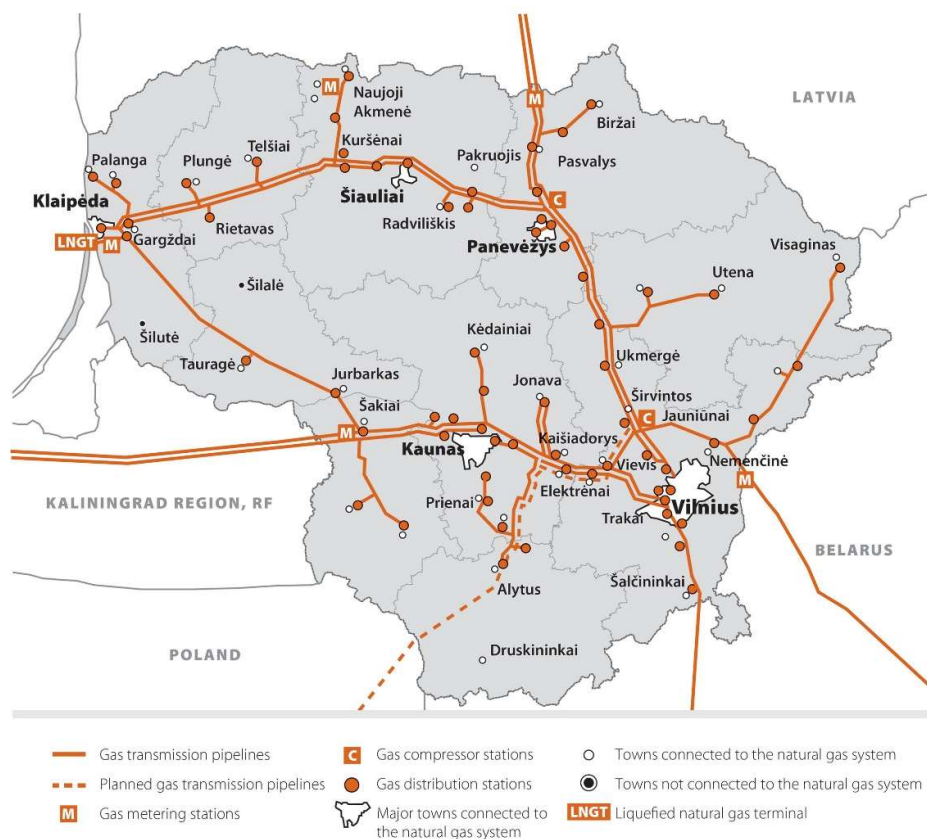 LATVIA
M
Naujoji
Akmenė
M
Biržai
Telšiai
Kuršėnai
Palanga
Plungė
Pakruojis
Pasvalys
Klaipėda
Šiauliai
C
LNGT
M
Gargždai
Rietavas
Radviliškis
Panevėžys
Visaginas
Utena
Šilalė
Šilutė
Kėdainiai
Tauragė
Ukmergė
Jurbarkas
Jonava
Širvintos
Šakiai
C
Jauniūnai
M
Kaunas
Kaišiadorys
Vievis
Nemenčinė
M
KALININGRAD REGION, RF
Prienai
Elektrėnai
Vilnius
Trakai
BELARUS
Alytus
Šalčininkai
POLAND
Druskininkai
Gas transmission pipelines
Planned gas transmission pipelines
M Gas metering stations
C Gas compressor stations
Gas distribution stations
Major towns connected to
the natural gas system
Towns connected to the natural gas system
Towns not connected to the natural gas system
LNGT Liquefied natural gas terminal